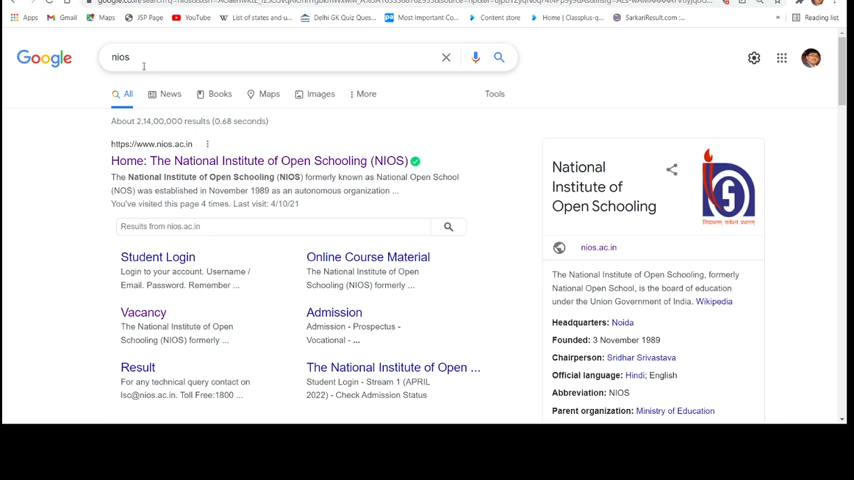 Apps Gmail Maps JSP Page YouTube List of states and u... Delhi GK Quiz Ques... Most Important Co... Content store Home | Classplus-... SarkariResult.com :... » Reading list
Google nios
All News Books Maps Images More Tools
About 2,14,00,000 results (0.68 seconds)
https://www.nios.ac.in
Home: The National Institute of Open Schooling (NIOS)
The National Institute of Open Schooling (NIOS) formerly known as National Open School
(NOS) was established in November 1989 as an autonomous organization ...
You've visited this page 4 times. Last visit: 4/10/21
Results from nios.ac.in
Student Login
Login to your account. Username /
Email. Password. Remember ...
Online Course Material
The National Institute of Open
Schooling (NIOS) formerly ...
Vacancy
The National Institute of Open
Schooling (NIOS) formerly ...
Admission
Admission - Prospectus -
Vocational - ...
Result
For any technical query contact on
lsc@nios.ac.in. Toll Free:1800 ...
The National Institute of Open ...
Student Login - Stream 1 (APRIL
2022) - Check Admission Status
National
Institute of
Open Schooling
nios.ac.in
The National Institute of Open Schooling, formerly
National Open School, is the board of education
under the Union Government of India. Wikipedia
Headquarters: Noida
Founded: 3 November 1989
Chairperson: Sridhar Srivastava
Official language: Hindi; English
Abbreviation: NIOS
Parent organization: Ministry of Education